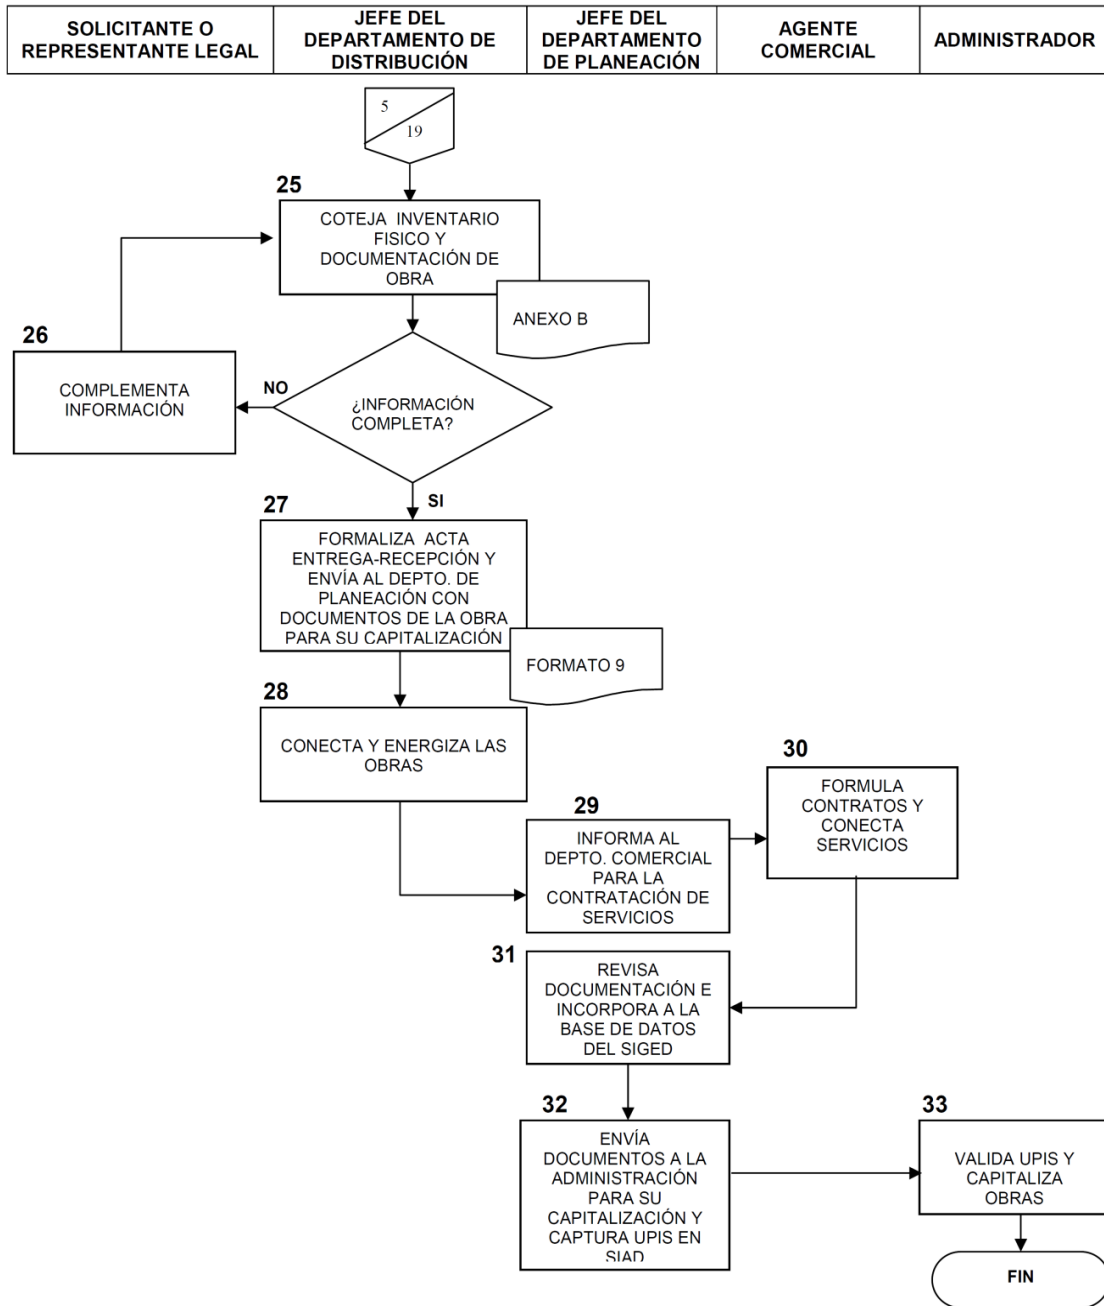 SOLICITANTE O
REPRESENTANTE LEGAL
JEFE DEL
DEPARTAMENTO DE
DISTRIBUCIÓN
JEFE DEL
DEPARTAMENTO
DE PLANEACIÓN
AGENTE
COMERCIAL
ADMINISTRADOR
5
19
25
COTEJA INVENTARIO
FISICO Y
DOCUMENTACIÓN DE
OBRA
ANEXO B
26
COMPLEMENTA
INFORMACIÓN
NO
¿INFORMACIÓN
COMPLETA?
SI
27
FORMALIZA ACTA
ENTREGA-RECEPCIÓN Y
ENVÍA AL DEPTO. DE
PLANEACIÓN CON
DOCUMENTOS DE LA OBRA
PARA SU CAPITALIZACIÓN
FORMATO 9
28
CONECTA Y ENERGIZA LAS
OBRAS
29
INFORMA AL
DEPTO. COMERCIAL
PARA LA
CONTRATACIÓN DE
SERVICIOS
30
FORMULA
CONTRATOS Y
CONECTA
SERVICIOS
31
REVISA
DOCUMENTACIÓN E
INCORPORA A LA
BASE DE DATOS
DEL SIGED
32
ENVÍA
DOCUMENTOS A LA
ADMINISTRACIÓN
PARA SU
CAPITALIZACIÓN Y
CAPTURA UPIS EN
SIAD
33
VALIDA UPIS Y
CAPITALIZA
OBRAS
FIN